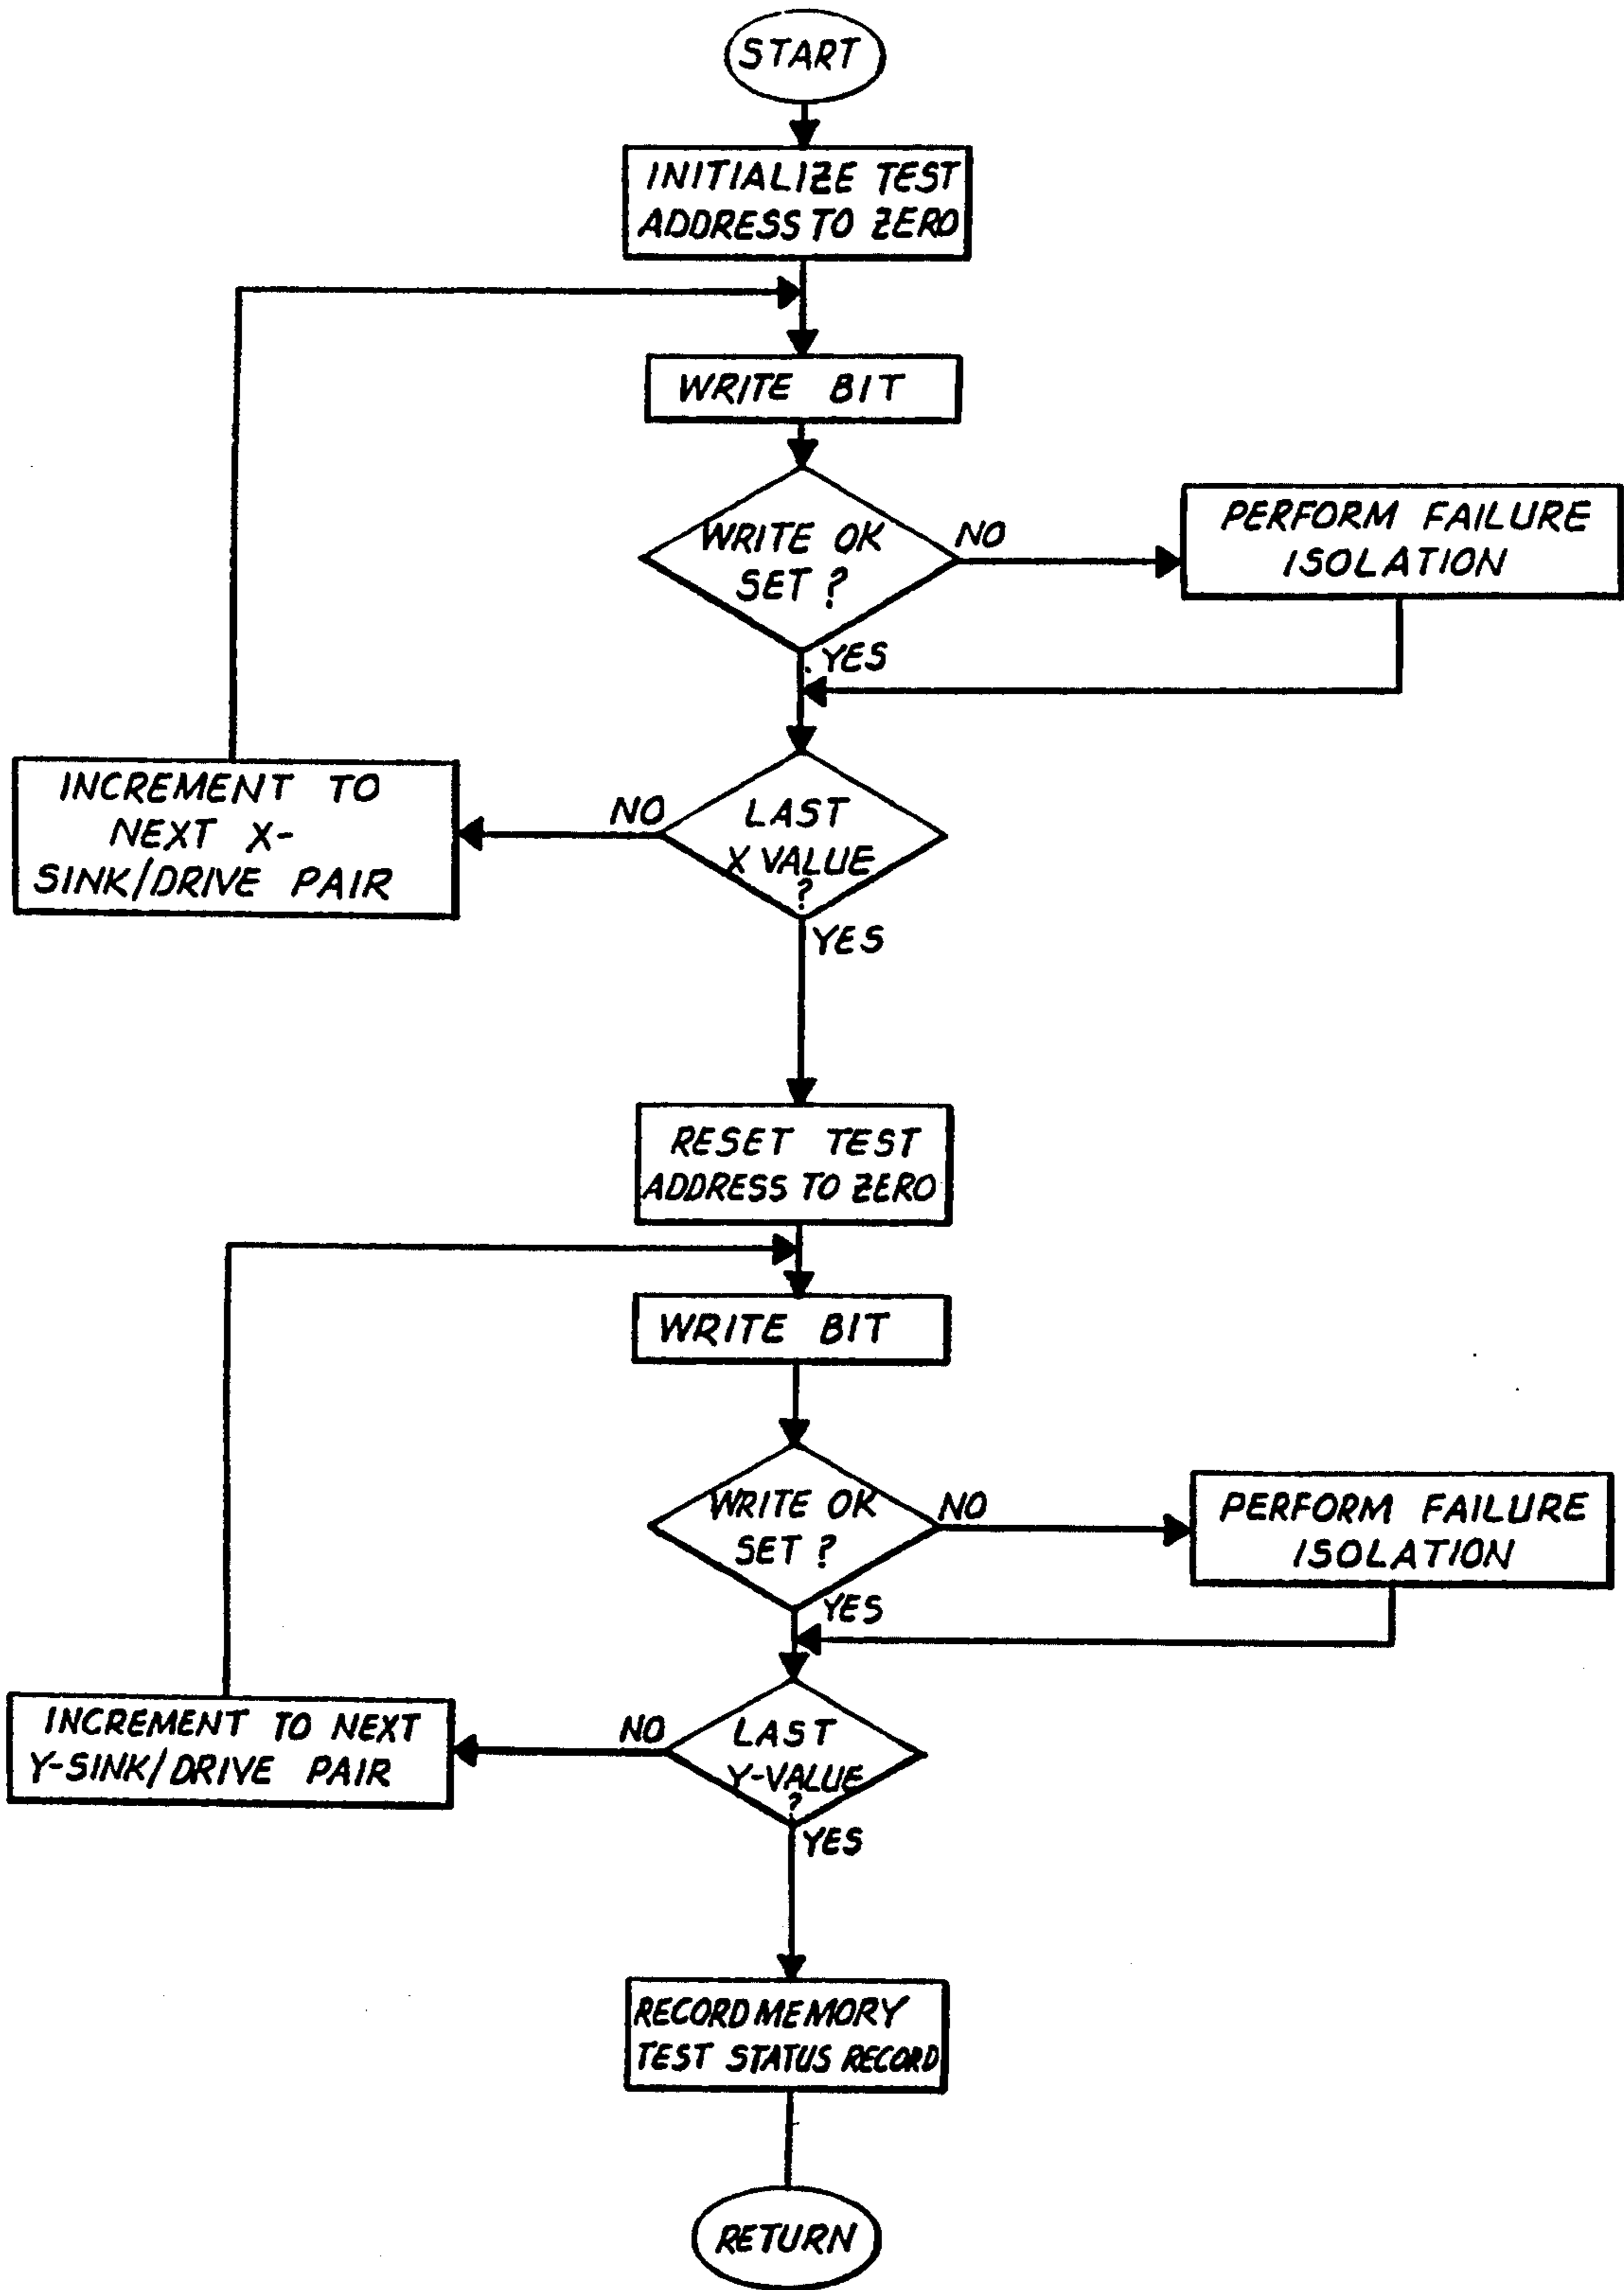 START
INITIALIZE TEST
ADDRESS TO ZERO
WRITE BIT
WRITE OK
SET ?
NO
PERFORM FAILURE
ISOLATION
YES
LAST
X VALUE
?
NO
INCREMENT TO
NEXT X-
SINK/DRIVE PAIR
YES
RESET TEST
ADDRESS TO ZERO
WRITE BIT
WRITE OK
SET ?
NO
PERFORM FAILURE
ISOLATION
YES
LAST
Y-VALUE
?
NO
INCREMENT TO NEXT
Y-SINK/DRIVE PAIR
YES
RECORD MEMORY
TEST STATUS RECORD
RETURN